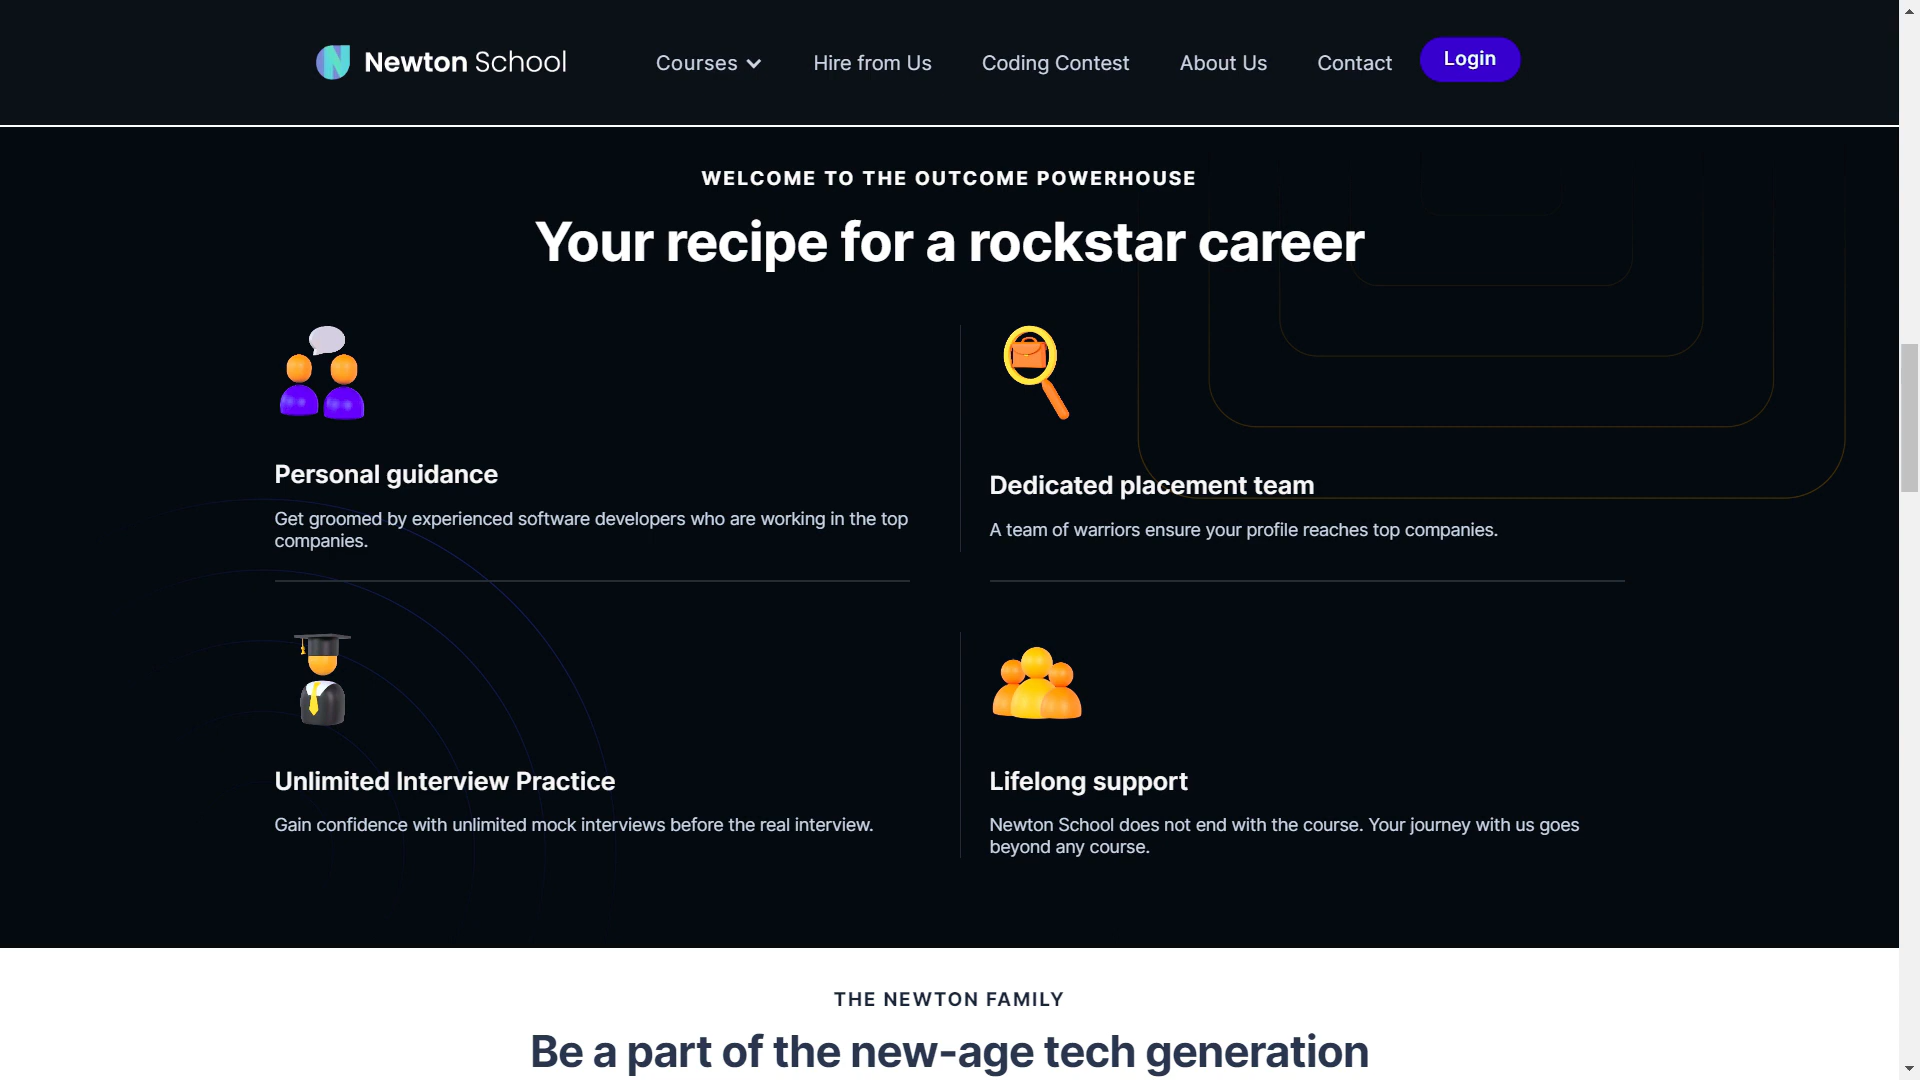 Newton School
Courses
Hire from Us
Coding Contest
About Us
Contact
Login
WELCOME TO THE OUTCOME POWERHOUSE
Your recipe for a rockstar career
Personal guidance
Get groomed by experienced software developers who are working in the top
companies.
Dedicated placement team
A team of warriors ensure your profile reaches top companies.
Unlimited Interview Practice
Gain confidence with unlimited mock interviews before the real interview.
Lifelong support
Newton School does not end with the course. Your journey with us goes
beyond any course.
THE NEWTON FAMILY
Be a part of the new-age tech generation